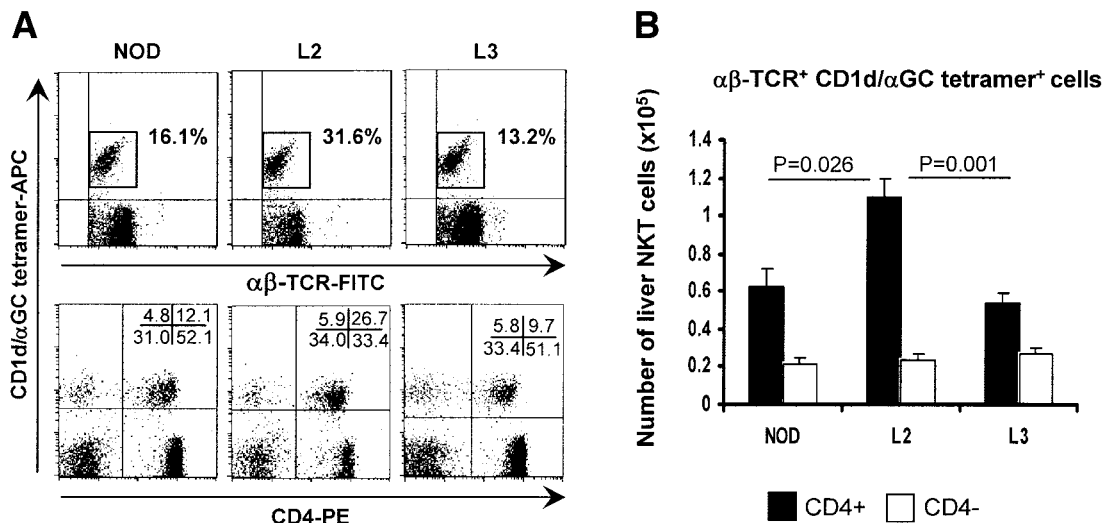 A
NOD L2 L3
16.1% 31.6% 13.2%
CD1d/αGC tetramer-APC
αβ-TCR-FITC
4.8 12.1
31.0 52.1
5.9 26.7
34.0 33.4
5.8 9.7
33.4 51.1
CD4-PE
B
αβ-TCR⁺ CD1d/αGC tetramer⁺ cells
Number of liver NKT cells (x10⁵)
1.4
1.2
1
0.8
0.6
0.4
0.2
0
P=0.026 P=0.001
NOD L2 L3
CD4+ CD4-